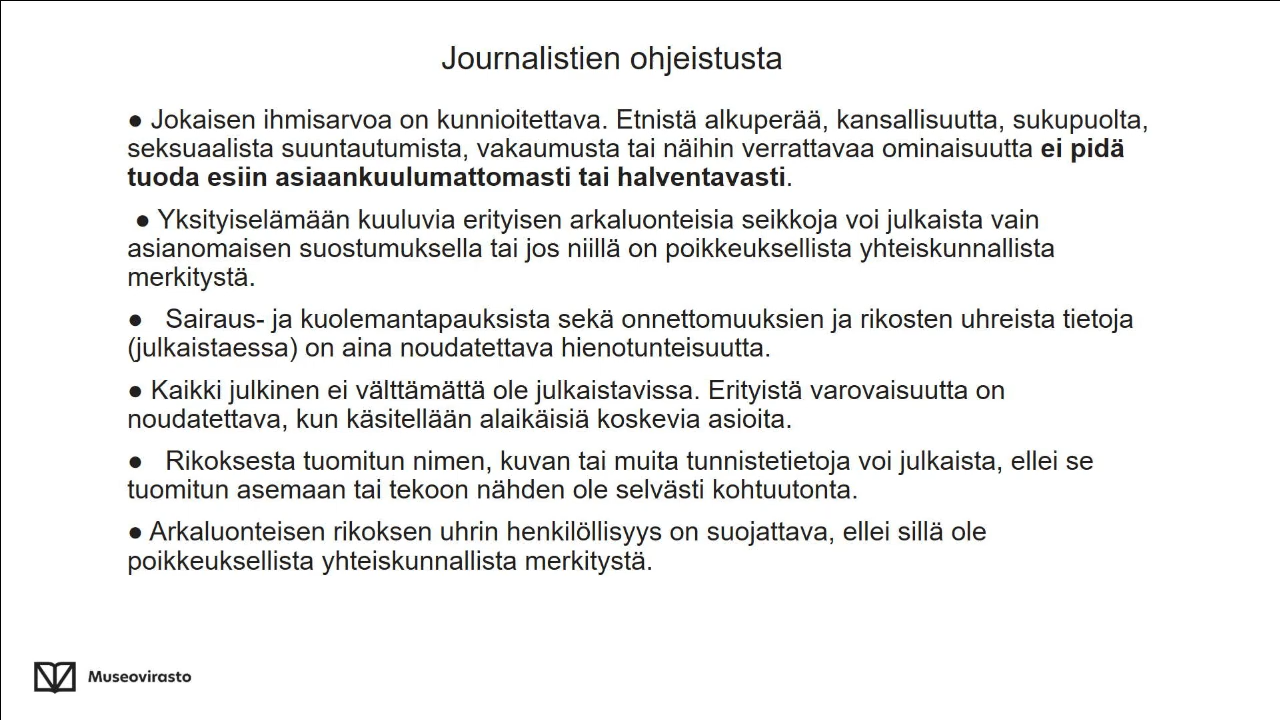 Journalistien ohjeistusta
● Jokaisen ihmisarvoa on kunnioitettava. Etnistä alkuperää, kansallisuutta, sukupuolta,
seksuaalista suuntautumista, vakaumusta tai näihin verrattavaa ominaisuutta ei pidä
tuoda esiin asiaankuulumattomasti tai halventavasti.
● Yksityiselämään kuuluvia erityisen arkaluonteisia seikkoja voi julkaista vain
asianomaisen suostumuksella tai jos niillä on poikkeuksellista yhteiskunnallista
merkitystä.
● Sairaus- ja kuolemantapauksista sekä onnettomuuksien ja rikosten uhreista tietoja
(julkaistaessa) on aina noudatettava hienotunteisuutta.
● Kaikki julkinen ei välttämättä ole julkaistavissa. Erityistä varovaisuutta on
noudatettava, kun käsitellään alaikäisiä koskevia asioita.
● Rikoksesta tuomitun nimen, kuvan tai muita tunnistetietoja voi julkaista, ellei se
tuomitun asemaan tai tekoon nähden ole selvästi kohtuutonta.
● Arkaluonteisen rikoksen uhrin henkilöllisyys on suojattava, ellei sillä ole
poikkeuksellista yhteiskunnallista merkitystä.
Museovirasto